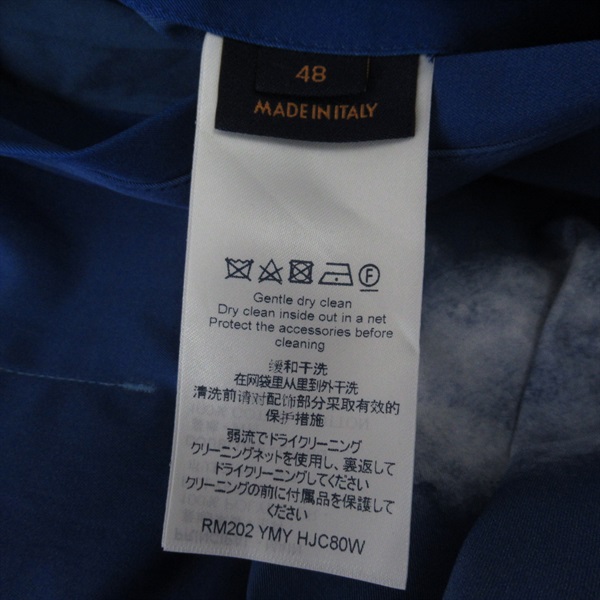 48
MADE IN ITALY
F
Gentle dry clean
Dry clean inside out in a net
Protect the accessories before
cleaning
缓和干洗
在网袋里从里到外干洗
清洗前请对配饰部分采取有效的
保护措施
弱流でドライクリーニング
クリーニングネットを使用し、裏返して
ドライクリーニングしてください
クリーニングの前に付属品を保護して
ください
RM202 YMY HJC80W